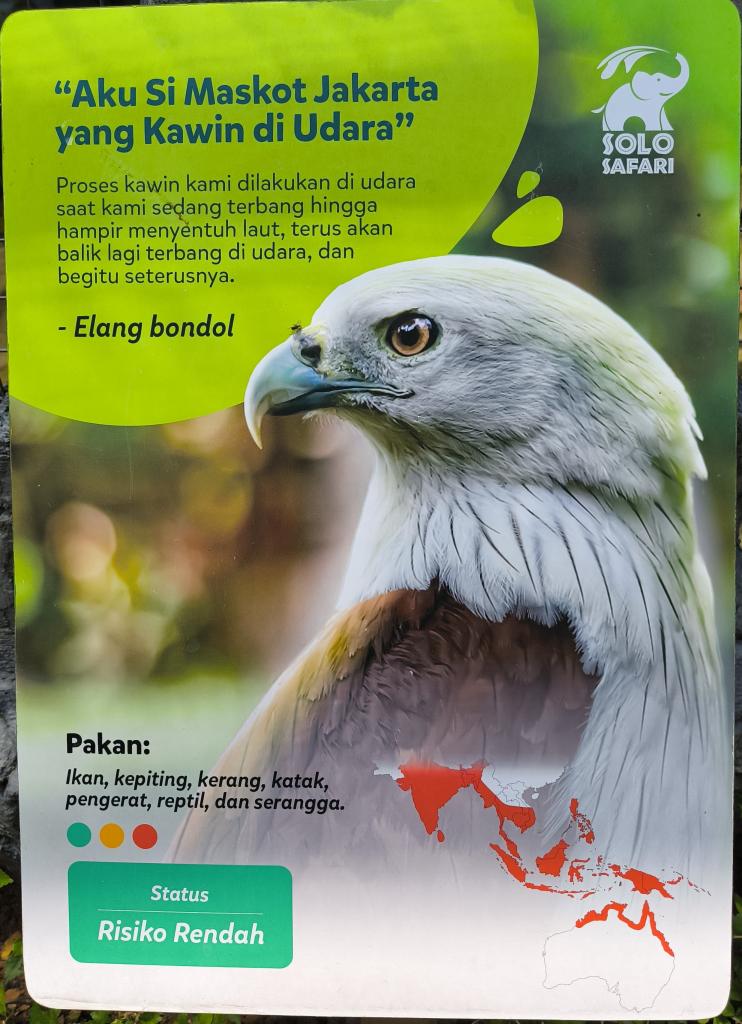 “Aku Si Maskot Jakarta
yang Kawin di Udara”
SOLO
SAFARI
Proses kawin kami dilakukan di udara
saat kami sedang terbang hingga
hampir menyentuh laut, terus akan
balik lagi terbang di udara, dan
begitu seterusnya.
- Elang bondol
Pakan:
Ikan, kepiting, kerang, katak,
pengerat, reptil, dan serangga.
Status
Risiko Rendah